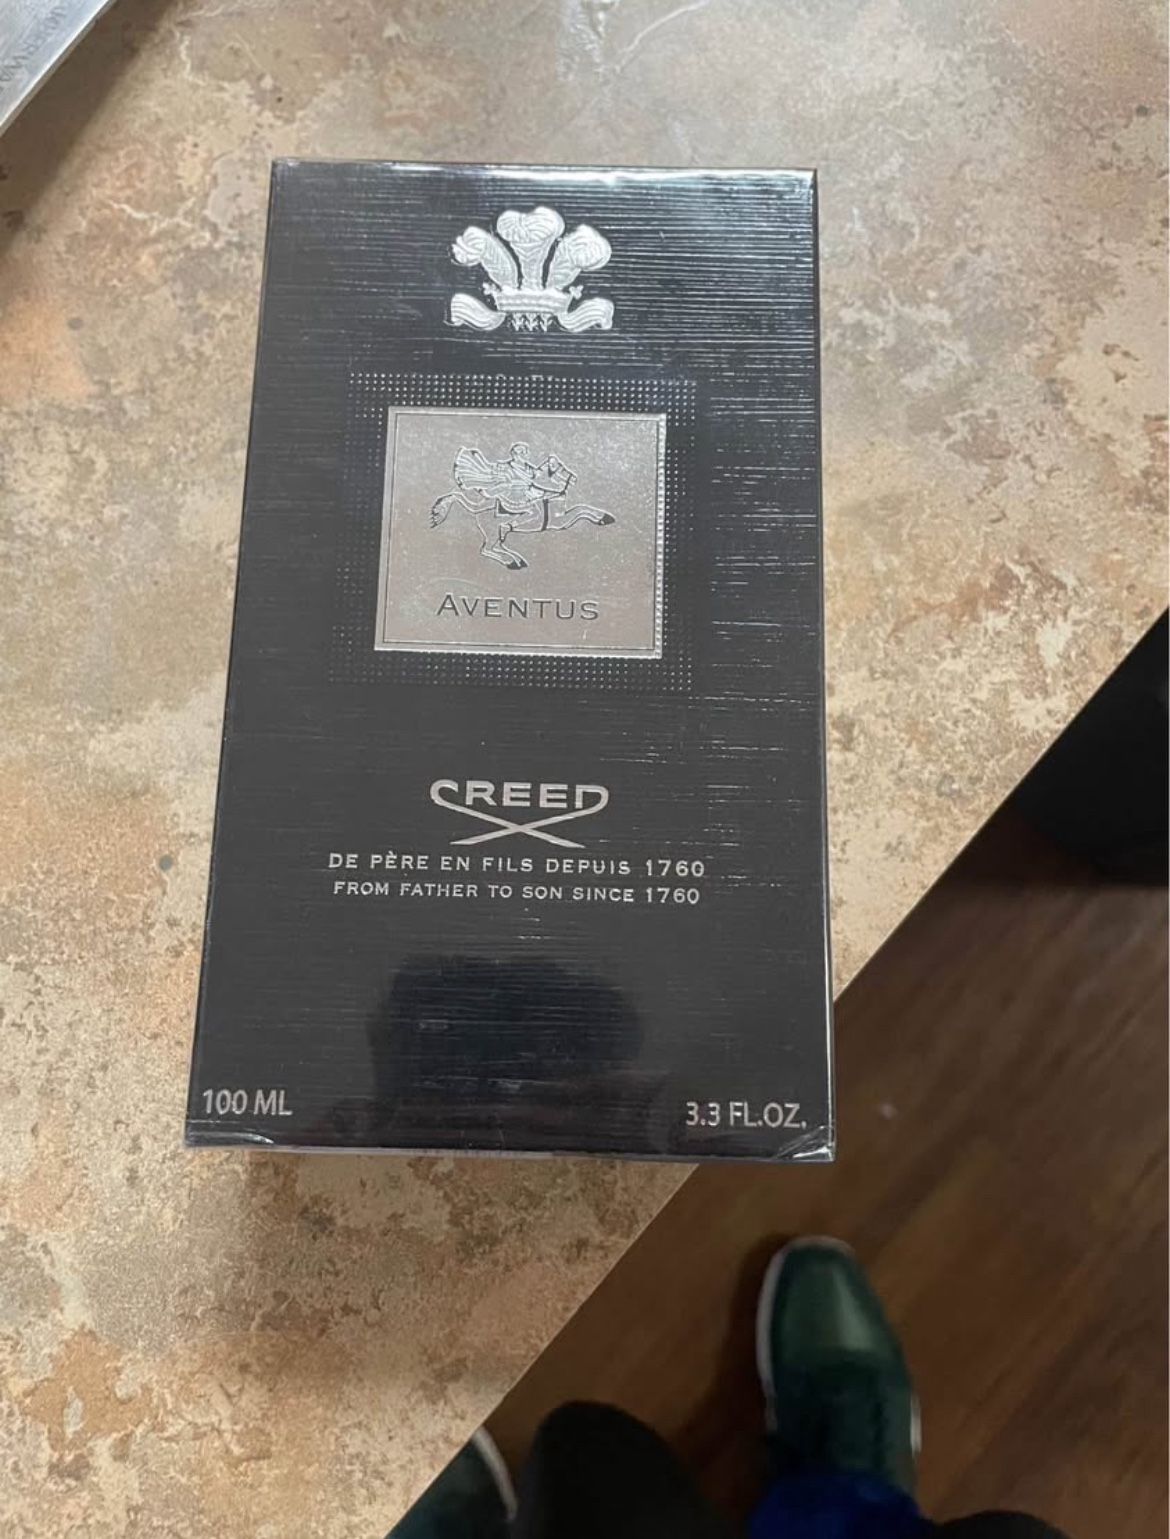 AVENTUS
CREED
DE PÈRE EN FILS DEPUIS 1760
FROM FATHER TO SON SINCE 1760
100 ML
3.3 FL.OZ.